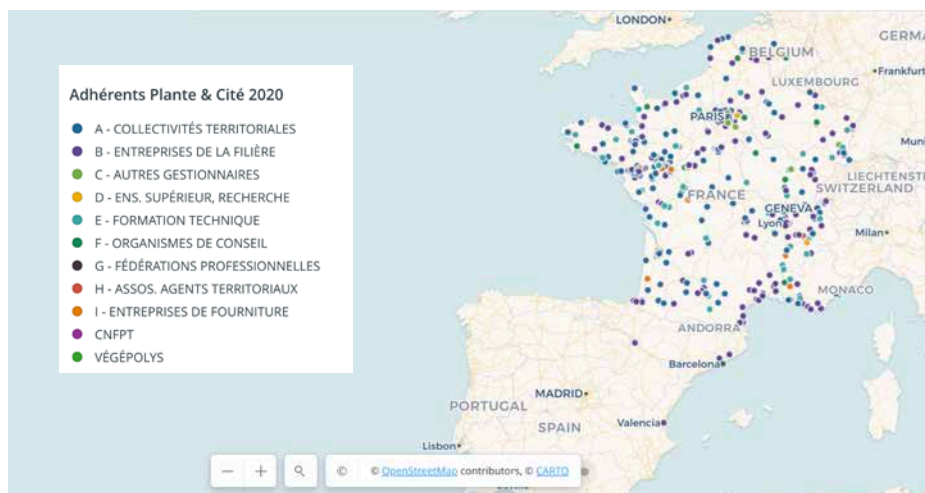 LONDON
GERMA
BELGIUM
LUXEMBOURG
Frankfurt
Adhérents Plante & Cité 2020
PARIS
A - COLLECTIVITÉS TERRITORIALES
B - ENTREPRISES DE LA FILIÈRE
Muni
C - AUTRES GESTIONNAIRES
LIECHTENSTE
D - ENS. SUPÉRIEUR, RECHERCHE
FRANCE
SWITZERLAND
E - FORMATION TECHNIQUE
GENEVA
Lyon
F - ORGANISMES DE CONSEIL
Milan
G - FÉDÉRATIONS PROFESSIONNELLES
H - ASSOS. AGENTS TERRITORIAUX
MONACO
I - ENTREPRISES DE FOURNITURE
CNFPT
ANDORRA
VÉGÉPOLYS
Barcelona
MADRID
PORTUGAL
SPAIN
Valencia
Lisbon
© © OpenStreetMap contributors, © CARTO